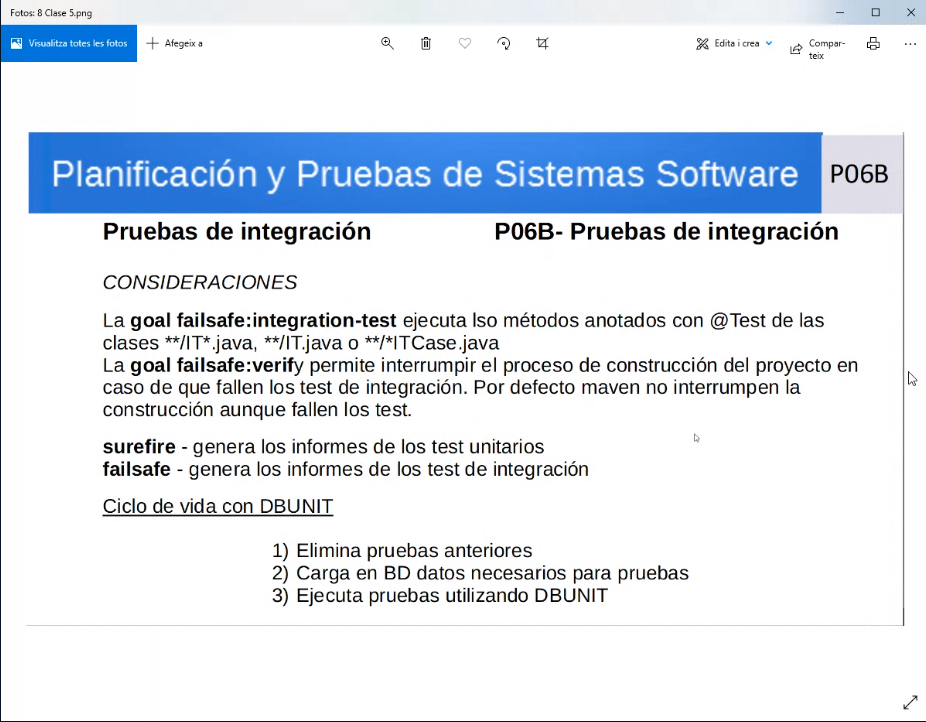 Fotos: 8 Clase 5.png
Visualitza totes les fotos
Afegeix a
Edita i crea
Compar-
teix
Planificación y Pruebas de Sistemas Software
P06B
Pruebas de integración
P06B- Pruebas de integración
CONSIDERACIONES
La goal failsafe:integration-test ejecuta lso métodos anotados con @Test de las
clases **/IT*.java, **/IT.java o **/*ITCase.java
La goal failsafe:verify permite interrumpir el proceso de construcción del proyecto en
caso de que fallen los test de integración. Por defecto maven no interrumpen la
construcción aunque fallen los test.
surefire - genera los informes de los test unitarios
failsafe - genera los informes de los test de integración
Ciclo de vida con DBUNIT
1) Elimina pruebas anteriores
2) Carga en BD datos necesarios para pruebas
3) Ejecuta pruebas utilizando DBUNIT